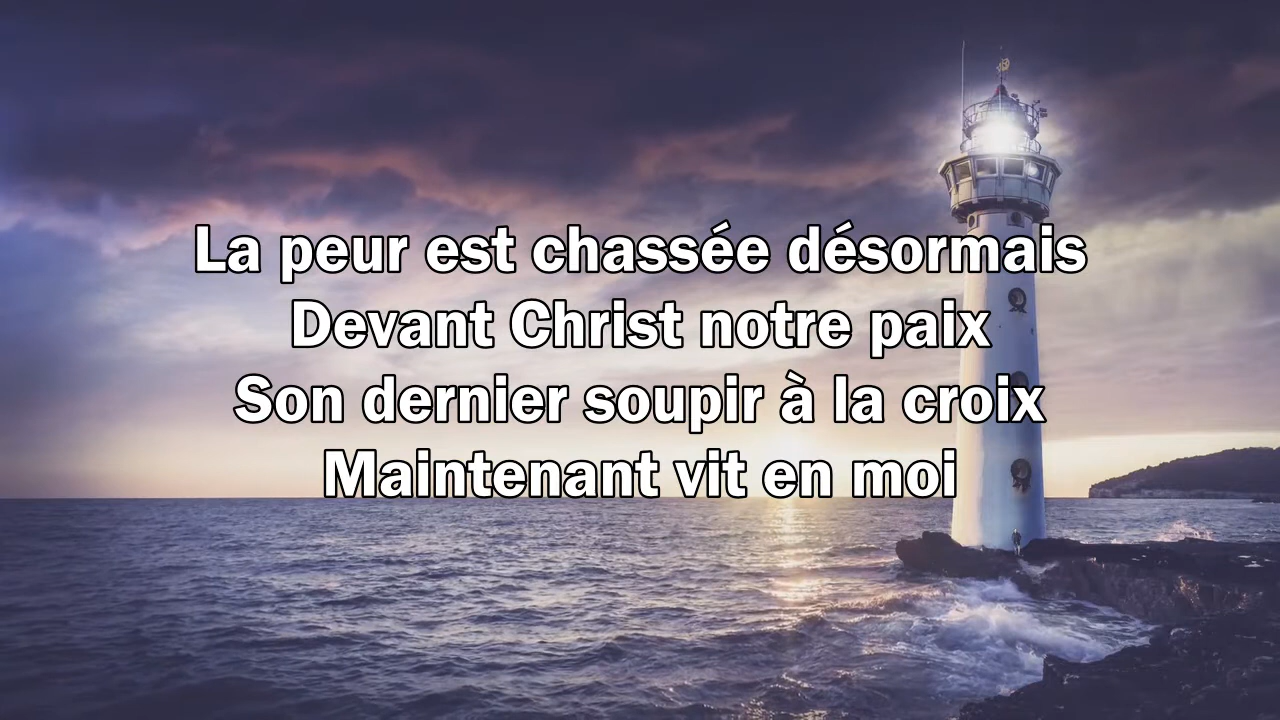 La peur est chassée désormais
Devant Christ notre paix
Son dernier soupir à la croix
Maintenant vit en moi